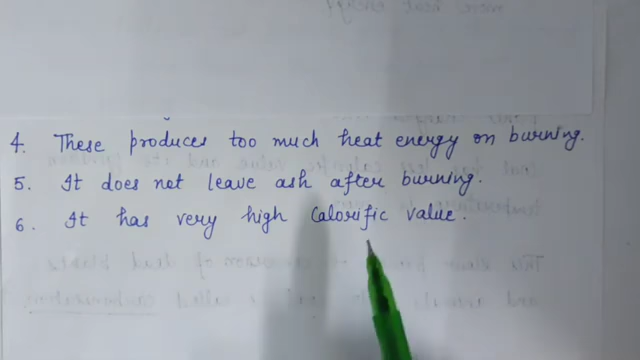 4. These produces too much heat energy on burning.
5. It does not leave ash after burning.
6. It has very high calorific value.